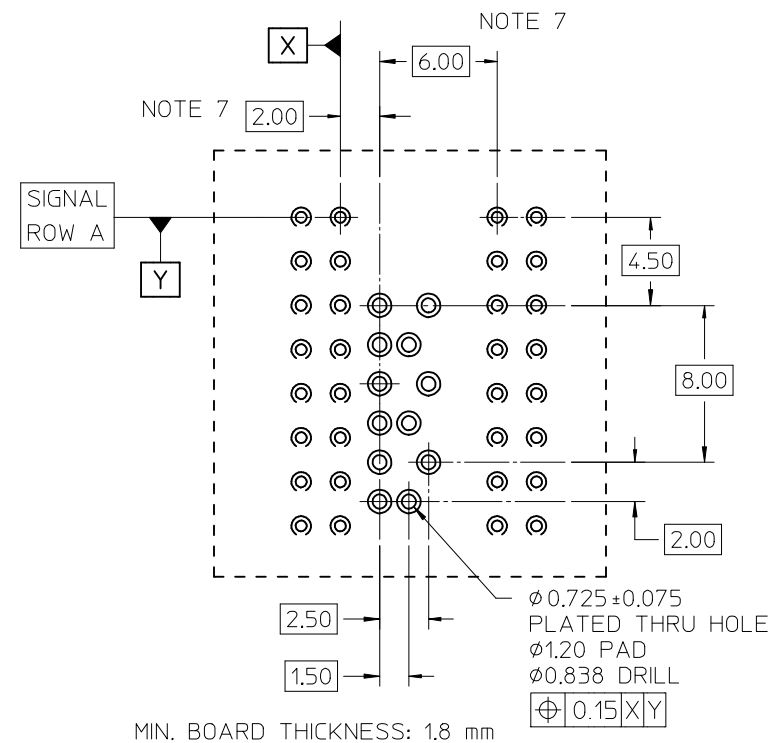 NOTE 7
X
6.00
NOTE 7 2.00
SIGNAL
ROW A
Y
4.50
8.00
2.00
2.50
1.50
Ø0.725±0.075
PLATED THRU HOLE
Ø1.20 PAD
Ø0.838 DRILL
⌖ 0.15 X Y
MIN. BOARD THICKNESS: 1.8 mm